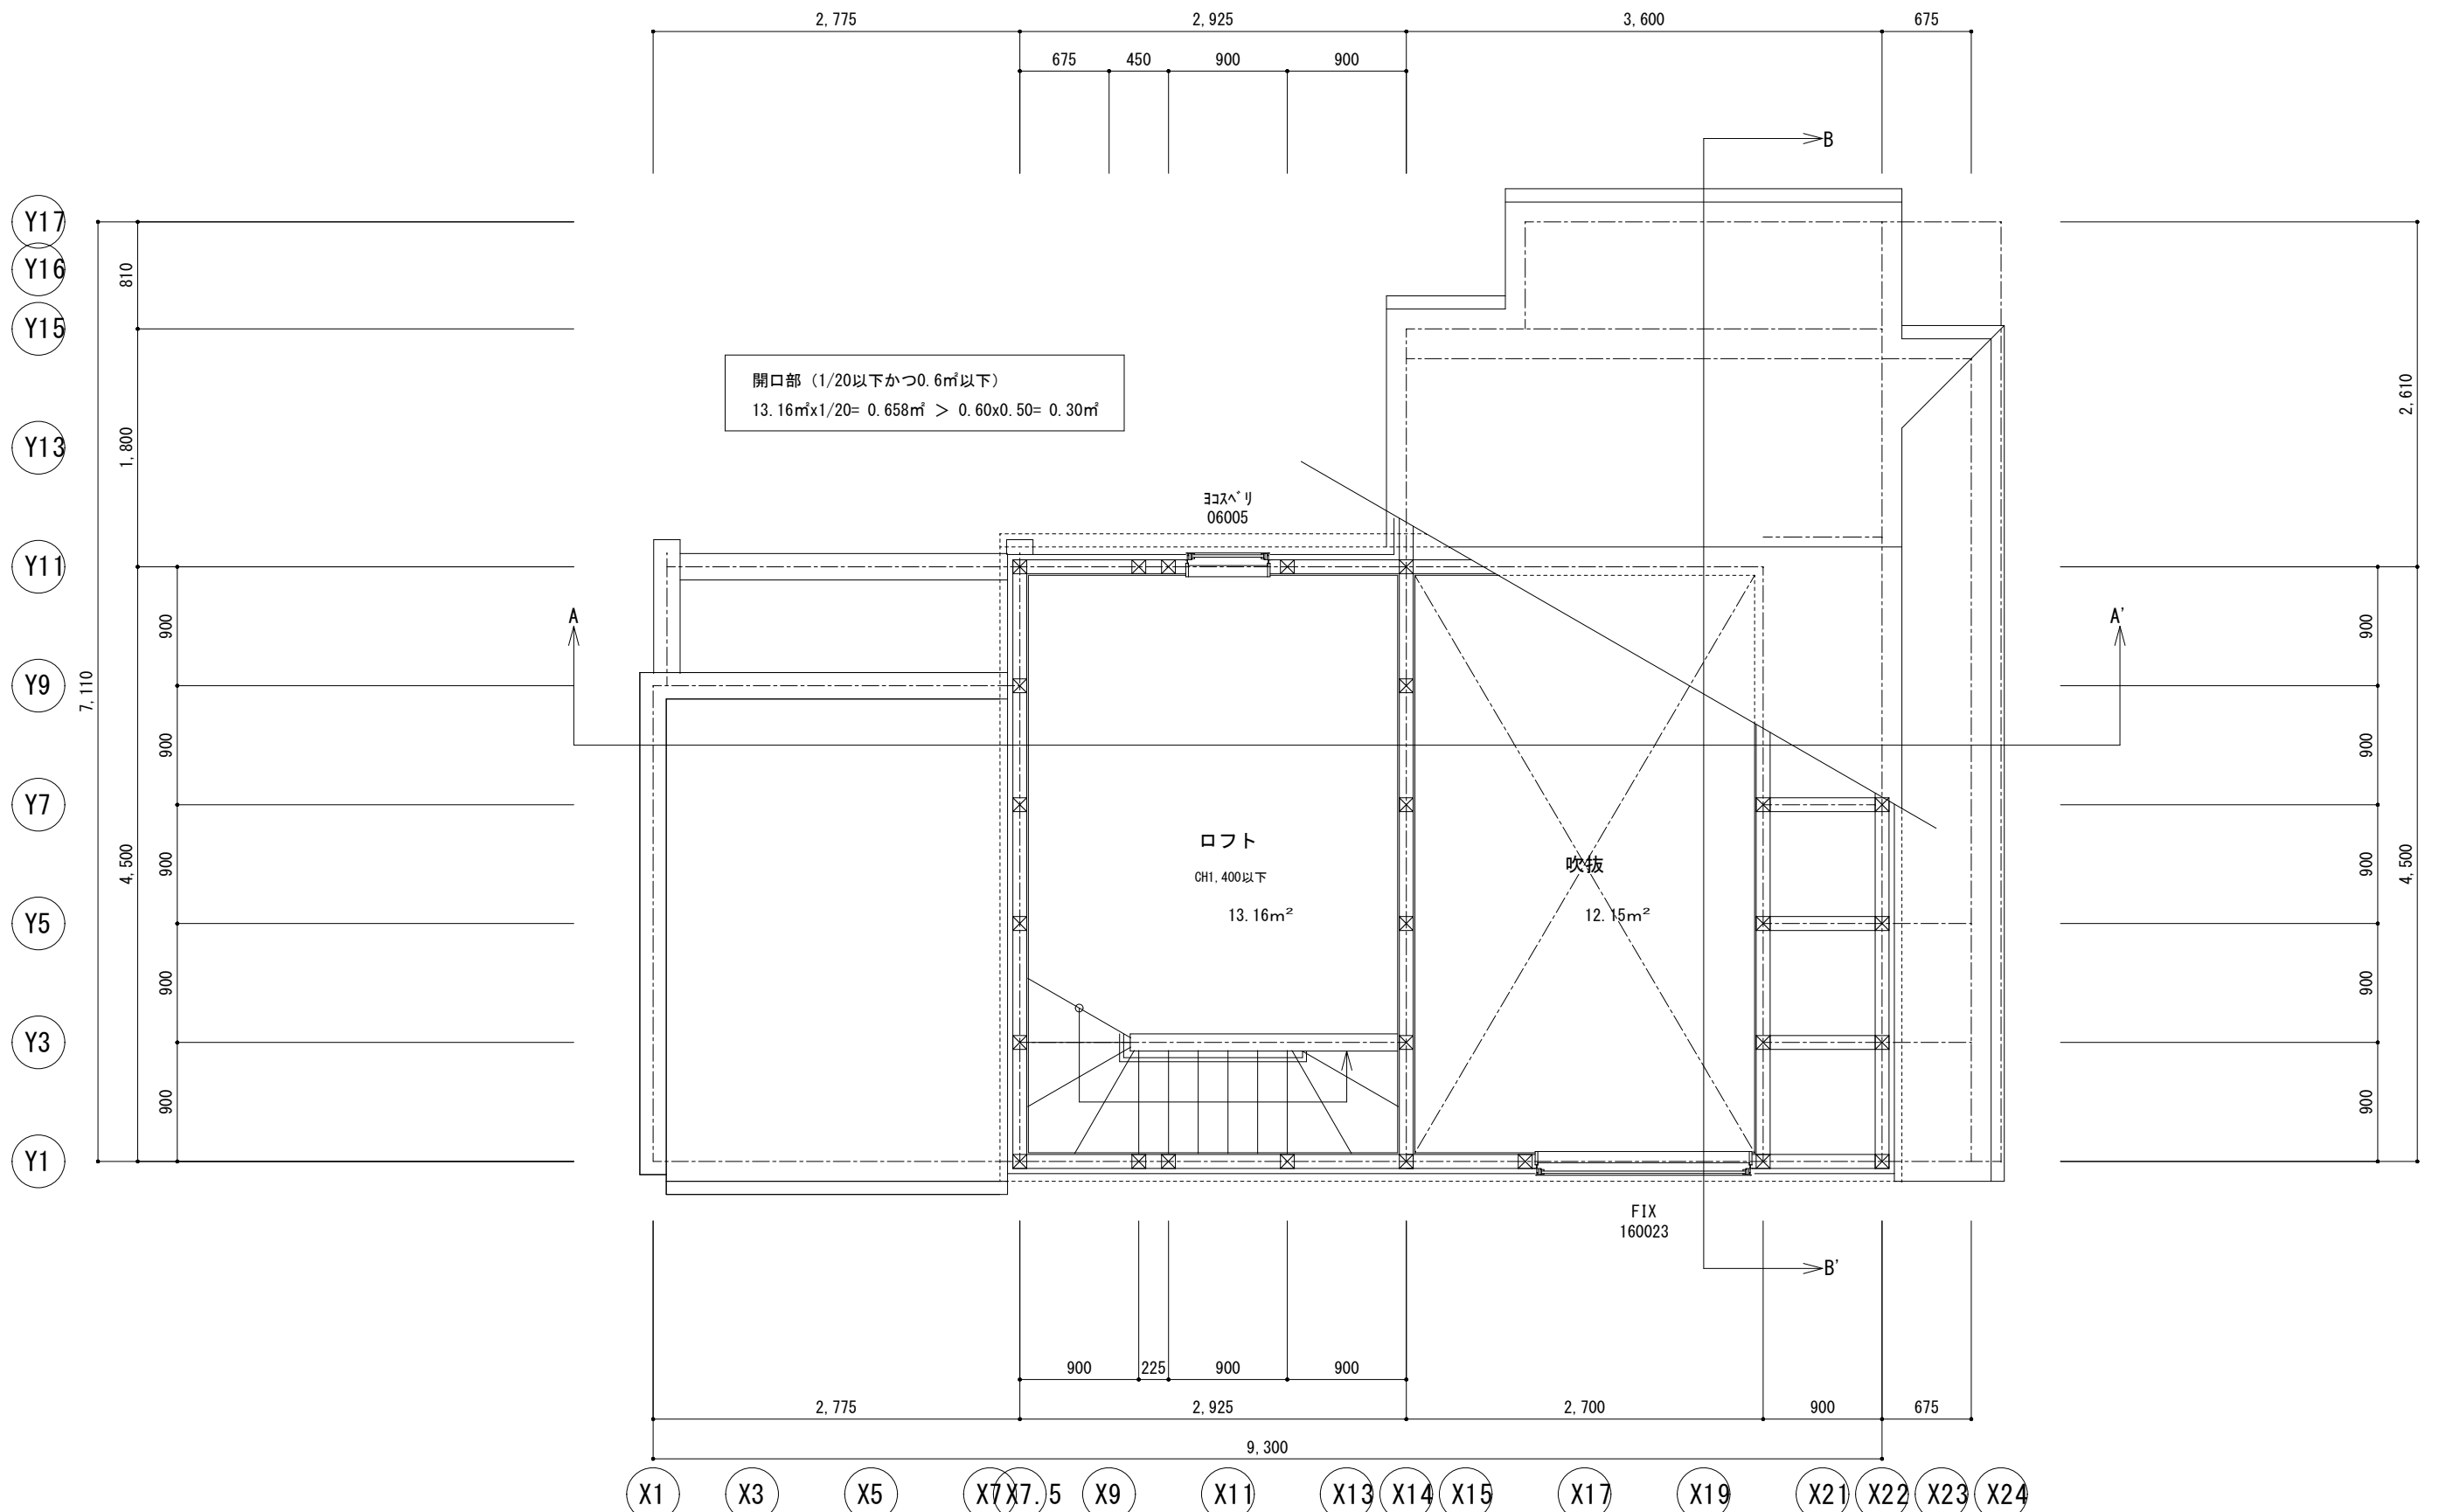 2,775
2,925
3,600
675
675
450
900
900
B
Y17
Y16
Y15
Y13
Y11
Y9
Y7
Y5
Y3
Y1
810
1,800
7,110
4,500
900
900
900
900
900
開口部（1/20以下かつ0.6㎡以下）
13.16㎡x1/20= 0.658㎡ ＞ 0.60x0.50= 0.30㎡
ﾖｺｽﾍﾞﾘ
06005
A
A'
ロフト
CH1,400以下
13.16m²
吹抜
12.15m²
2,610
4,500
900
900
900
900
900
FIX
160023
B'
900
225
900
900
2,775
2,925
2,700
900
675
9,300
X1
X3
X5
X7
X7.5
X9
X11
X13
X14
X15
X17
X19
X21
X22
X23
X24